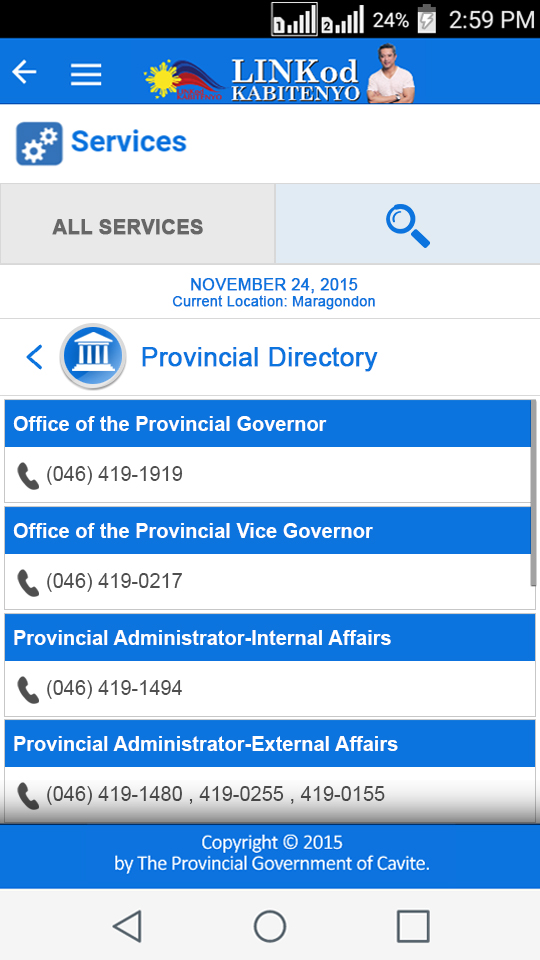 1 2 24% 2:59 PM
LINKod
KABITENYO
Services
ALL SERVICES
NOVEMBER 24, 2015
Current Location: Maragondon
Provincial Directory
Office of the Provincial Governor
(046) 419-1919
Office of the Provincial Vice Governor
(046) 419-0217
Provincial Administrator-Internal Affairs
(046) 419-1494
Provincial Administrator-External Affairs
(046) 419-1480 , 419-0255 , 419-0155
Copyright © 2015
by The Provincial Government of Cavite.